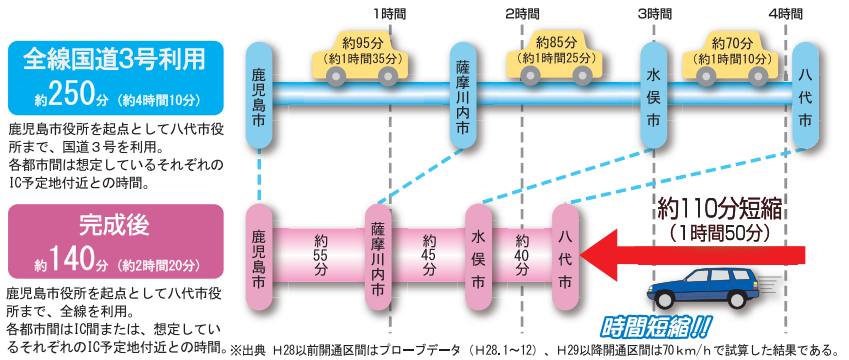 1時間
2時間
3時間
4時間
全線国道3号利用
約250分（約4時間10分）
鹿児島市役所を起点として八代市役
所まで、国道３号を利用。
各都市間は想定しているそれぞれの
IC予定地付近との時間。
鹿児島市
約95分
（約1時間35分）
薩摩川内市
約85分
（約1時間25分）
水俣市
約70分
（約1時間10分）
八代市
完成後
約140分（約2時間20分）
鹿児島市役所を起点として八代市役
所まで、全線を利用。
各都市間はIC間または、想定してい
るそれぞれのIC予定地付近との時間。
鹿児島市
約55分
薩摩川内市
約45分
水俣市
約40分
八代市
約110分短縮
（1時間50分）
時間短縮!!
※出典 H28以前開通区間はプローブデータ（H28.1～12）、H29以降開通区間は70km/hで試算した結果である。